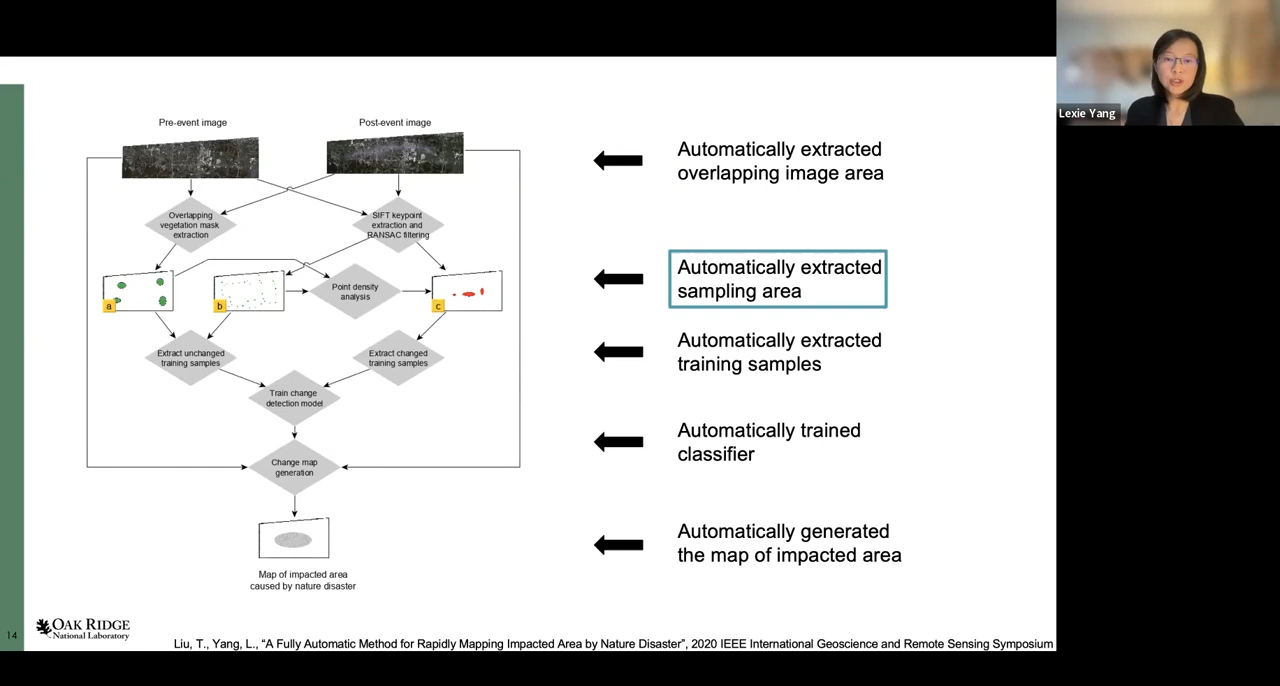 Lexie Yang
Pre-event image
Post-event image
Overlapping
vegetation mask
extraction
SIFT keypoint
extraction and
RANSAC filtering
a
b
Point density
analysis
c
Extract unchanged
training samples
Extract changed
training samples
Train change
detection model
Change map
generation
Map of impacted area
caused by nature disaster
Automatically extracted
overlapping image area
Automatically extracted
sampling area
Automatically extracted
training samples
Automatically trained
classifier
Automatically generated
the map of impacted area
14
OAK RIDGE
National Laboratory
Liu, T., Yang, L., “A Fully Automatic Method for Rapidly Mapping Impacted Area by Nature Disaster”, 2020 IEEE International Geoscience and Remote Sensing Symposium